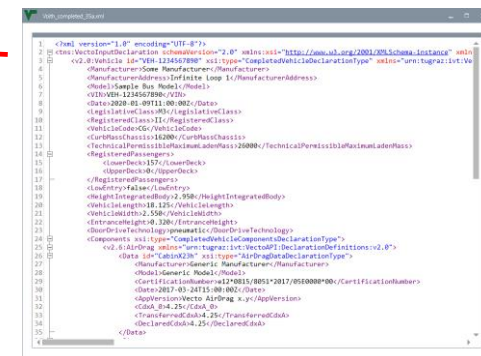 Voith_completed_35a.xml
1 <?xml version="1.0" encoding="UTF-8"?>
2 <tns:VectoInputDeclaration schemaVersion="2.0" xmlns:xsi="http://www.w3.org/2001/XMLSchema-instance" xmln
3 <v2.0:Vehicle id="VEH-1234567890" xsi:type="CompletedVehicleDeclarationType" xmlns="urn:tugraz:ivt:Ve
4 <Manufacturer>Some Manufacturer</Manufacturer>
5 <ManufacturerAddress>Infinite Loop 1</ManufacturerAddress>
6 <Model>Sample Bus Model</Model>
7 <VIN>VEH-1234567890</VIN>
8 <Date>2020-01-09T11:00:00Z</Date>
9 <LegislativeClass>M3</LegislativeClass>
10 <RegisteredClass>II</RegisteredClass>
11 <VehicleCode>CG</VehicleCode>
12 <CurbMassChassis>16200</CurbMassChassis>
13 <TechnicalPermissibleMaximumLadenMass>26000</TechnicalPermissibleMaximumLadenMass>
14 <RegisteredPassengers>
15 <LowerDeck>157</LowerDeck>
16 <UpperDeck>0</UpperDeck>
17 </RegisteredPassengers>
18 <LowEntry>false</LowEntry>
19 <HeightIntegratedBody>2.950</HeightIntegratedBody>
20 <VehicleLength>18.125</VehicleLength>
21 <VehicleWidth>2.550</VehicleWidth>
22 <EntranceHeight>0.320</EntranceHeight>
23 <DoorDriveTechnology>pneumatic</DoorDriveTechnology>
24 <Components xsi:type="CompletedVehicleComponentsDeclarationType">
25 <v2.6:AirDrag xmlns="urn:tugraz:ivt:VectoAPI:DeclarationDefinitions:v2.0">
26 <Data id="CabinX23h" xsi:type="AirDragDataDeclarationType">
27 <Manufacturer>Generic Manufacturer</Manufacturer>
28 <Model>Generic Model</Model>
29 <CertificationNumber>e12*0815/8051*2017/05E0000*00</CertificationNumber>
30 <Date>2017-03-24T15:00:00Z</Date>
31 <AppVersion>Vecto AirDrag x.y</AppVersion>
32 <CdxA_0>4.25</CdxA_0>
33 <TransferredCdxA>4.25</TransferredCdxA>
34 <DeclaredCdxA>4.25</DeclaredCdxA>
35 </Data>